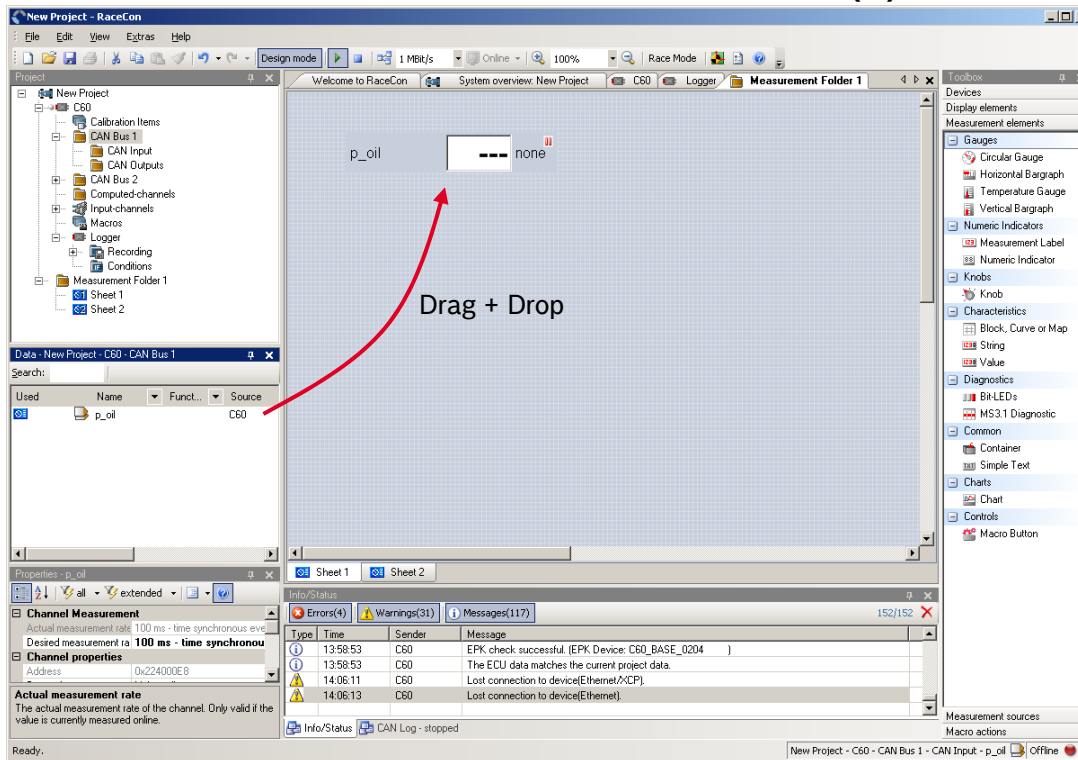 New Project - RaceCon
File Edit View Extras Help
Design mode 1 MBit/s Online 100% Race Mode
Project
New Project
C60
Calibration Items
CAN Bus 1
CAN Input
CAN Outputs
CAN Bus 2
Computed-channels
Input-channels
Macros
Logger
Recording
Conditions
Measurement Folder 1
Sheet 1
Sheet 2
Data - New Project - C60 - CAN Bus 1
Search:
Used Name Funct... Source
p_oil C60
Properties - p_oil
all extended
Channel Measurement
Actual measurement rate 100 ms - time synchronous eve
Desired measurement ra 100 ms - time synchronou
Channel properties
Address 0x224000E8
Actual measurement rate
The actual measurement rate of the channel. Only valid if the
value is currently measured online.
Welcome to RaceCon System overview: New Project C60 Logger Measurement Folder 1
p_oil --- none
Drag + Drop
Sheet 1 Sheet 2
Info/Status
Errors(4) Warnings(31) Messages(117) 152/152
Type Time Sender Message
13:58:53 C60 EPK check successful. (EPK Device: C60_BASE_0204 )
13:58:53 C60 The ECU data matches the current project data.
14:06:11 C60 Lost connection to device(Ethernet/XCP).
14:06:13 C60 Lost connection to device(Ethernet).
Info/Status CAN Log - stopped
Toolbox
Devices
Display elements
Measurement elements
Gauges
Circular Gauge
Horizontal Bargraph
Temperature Gauge
Vertical Bargraph
Numeric Indicators
Measurement Label
Numeric Indicator
Knobs
Knob
Characteristics
Block, Curve or Map
String
Value
Diagnostics
Bit-LEDs
MS3.1 Diagnostic
Common
Container
Simple Text
Charts
Chart
Controls
Macro Button
Measurement sources
Macro actions
Ready. New Project - C60 - CAN Bus 1 - CAN Input - p_oil Offline